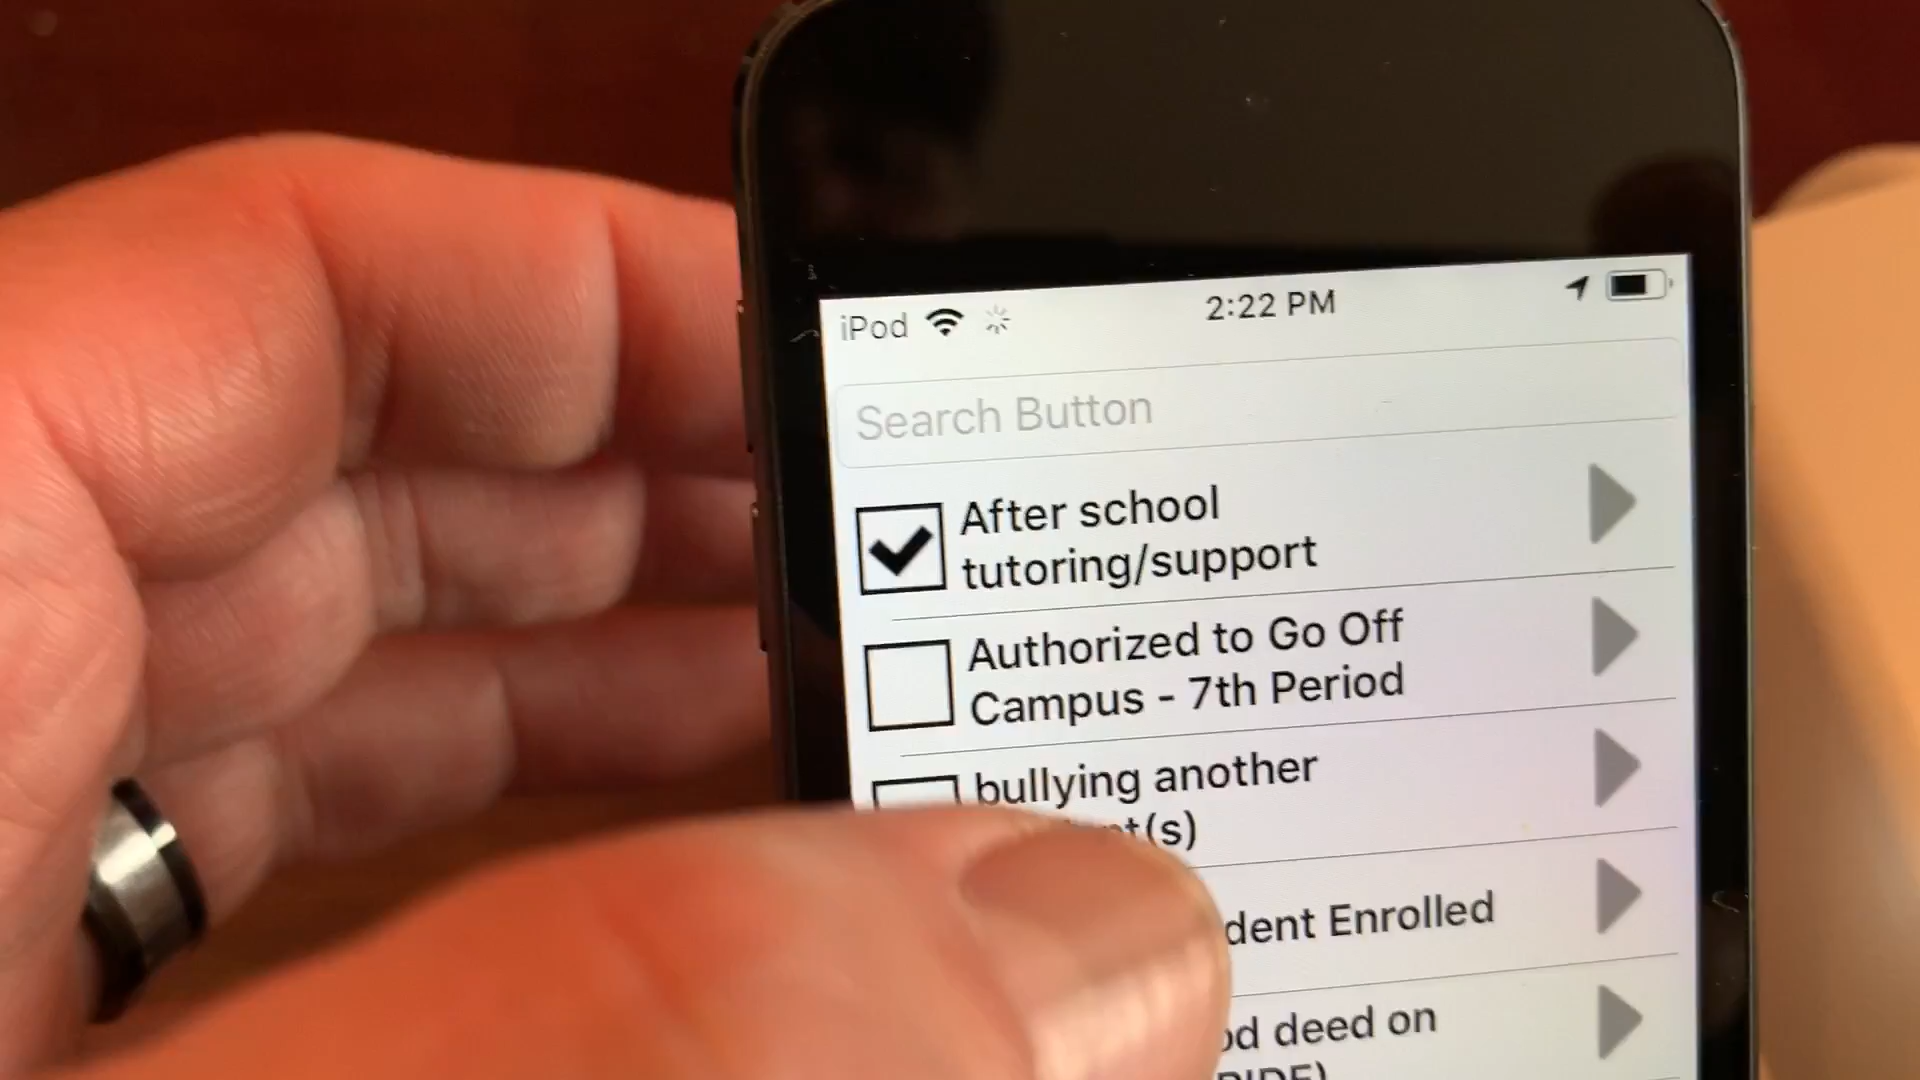 iPod 2:22 PM
Search Button
After school
tutoring/support
Authorized to Go Off
Campus - 7th Period
bullying another
Enrolled
deed on